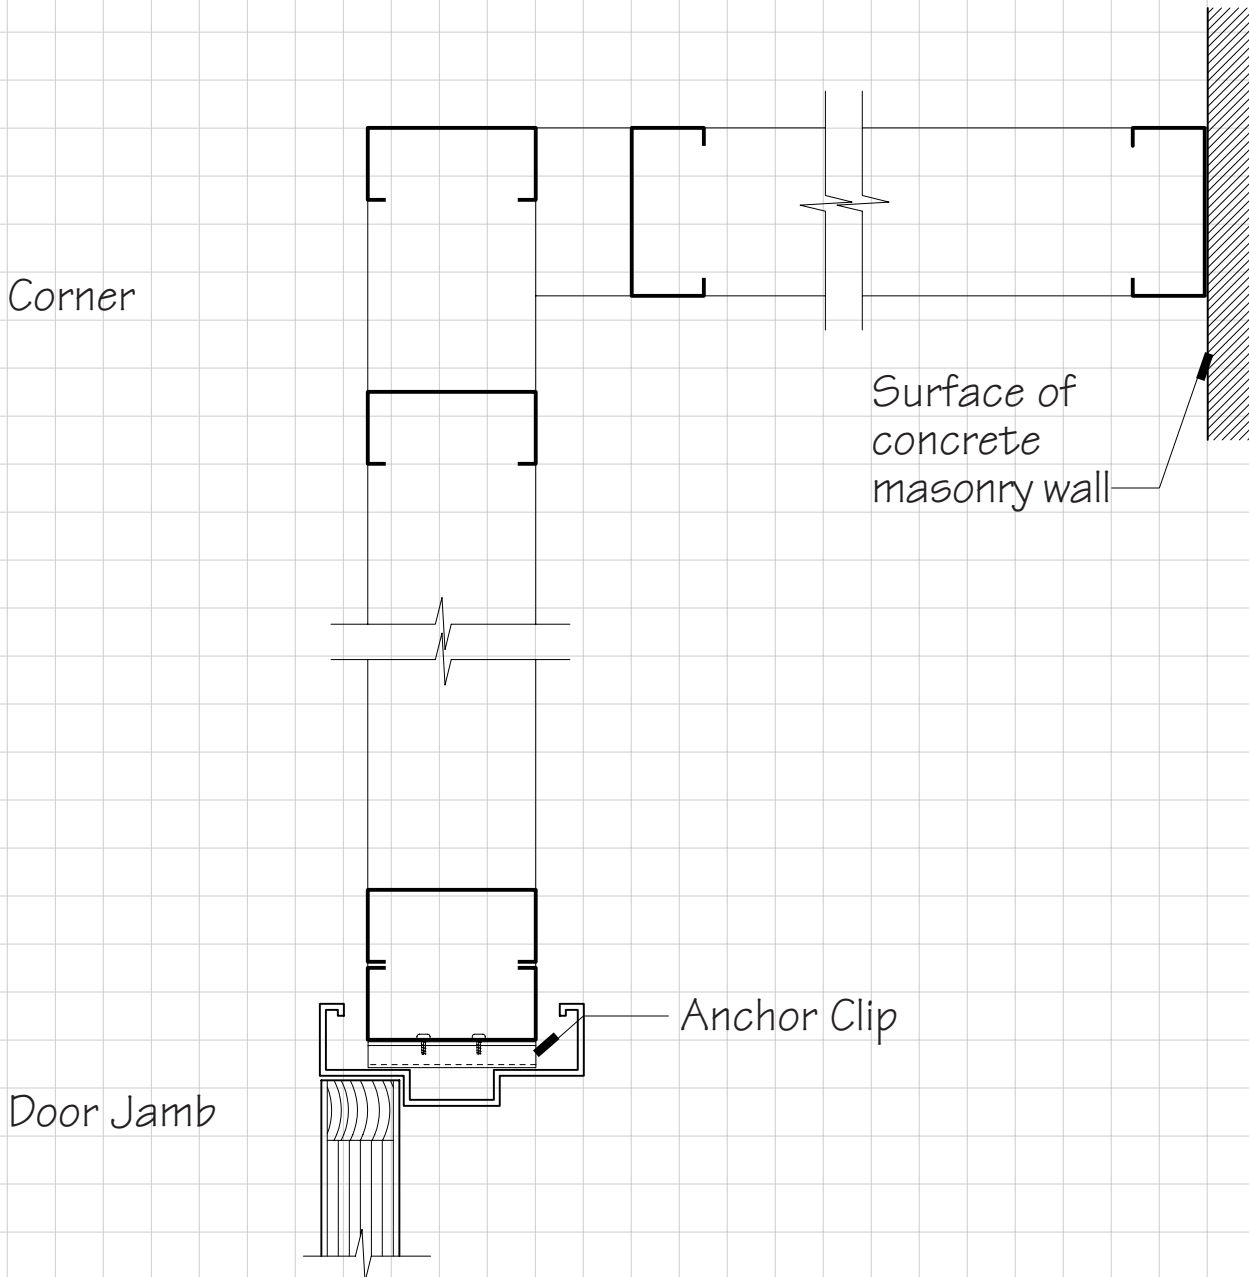 Corner
Surface of
concrete
masonry wall
Anchor Clip
Door Jamb